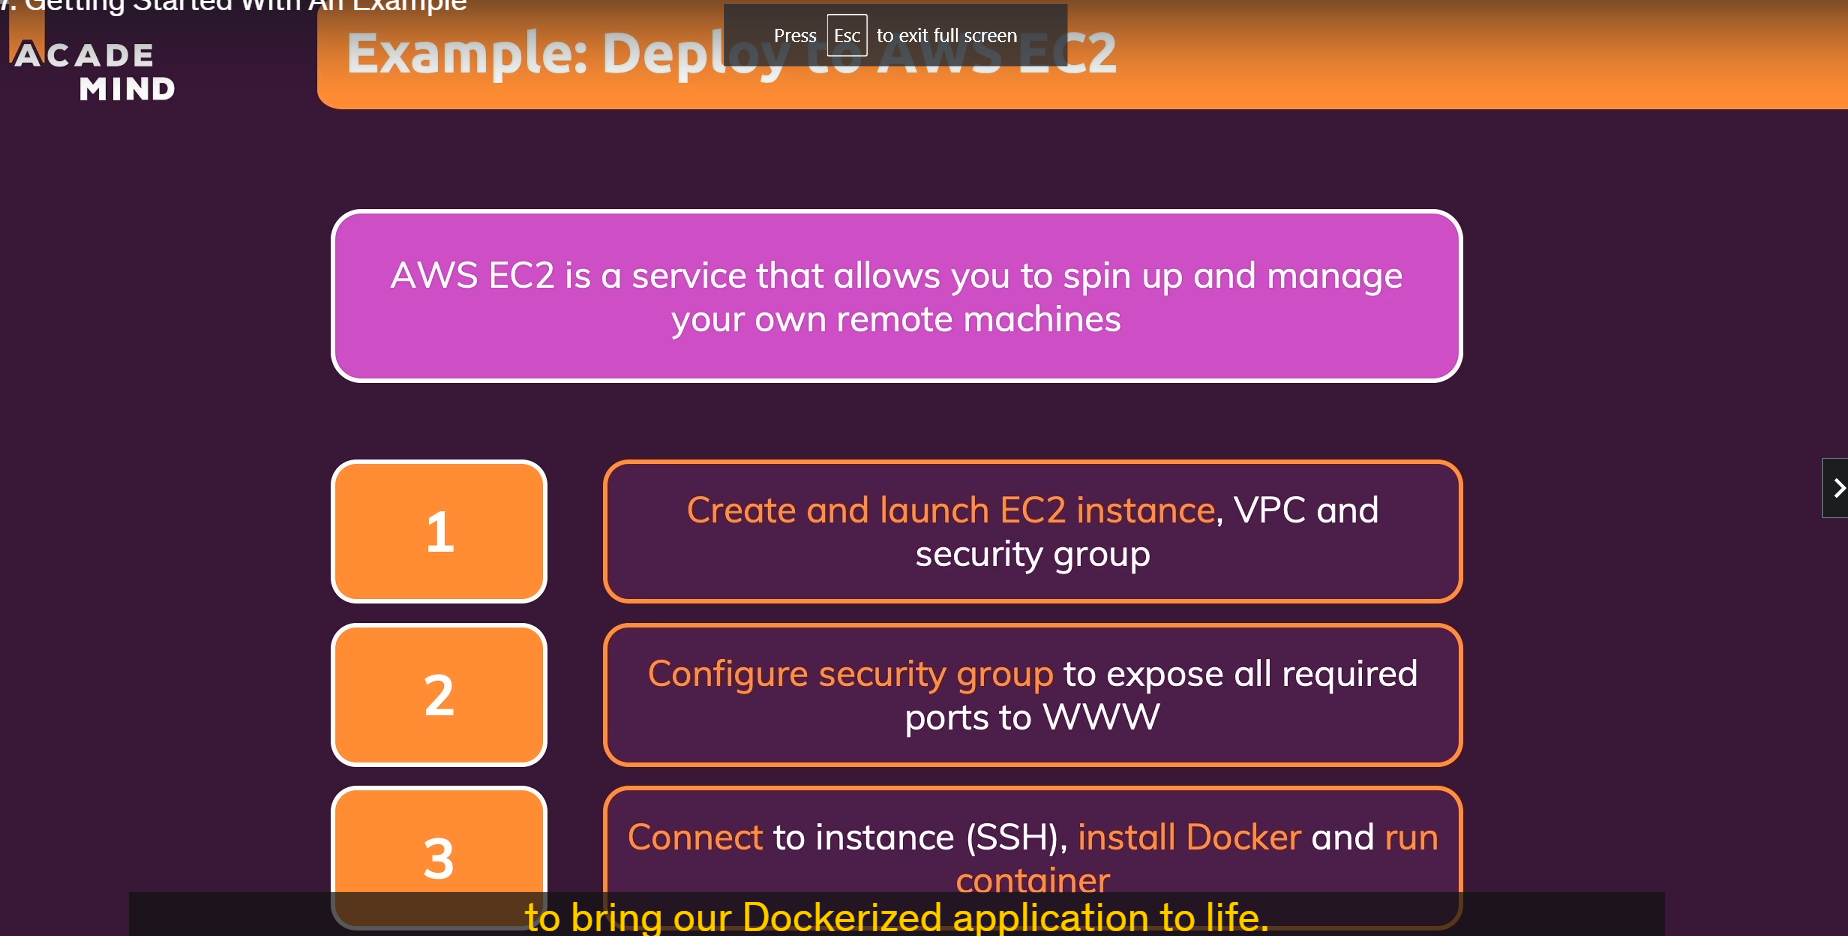 7. Getting Started With An Example
ACADE
MIND
Example: Deploy to AWS EC2
Press Esc to exit full screen
AWS EC2 is a service that allows you to spin up and manage
your own remote machines
1
Create and launch EC2 instance, VPC and
security group
2
Configure security group to expose all required
ports to WWW
3
Connect to instance (SSH), install Docker and run
container
to bring our Dockerized application to life.